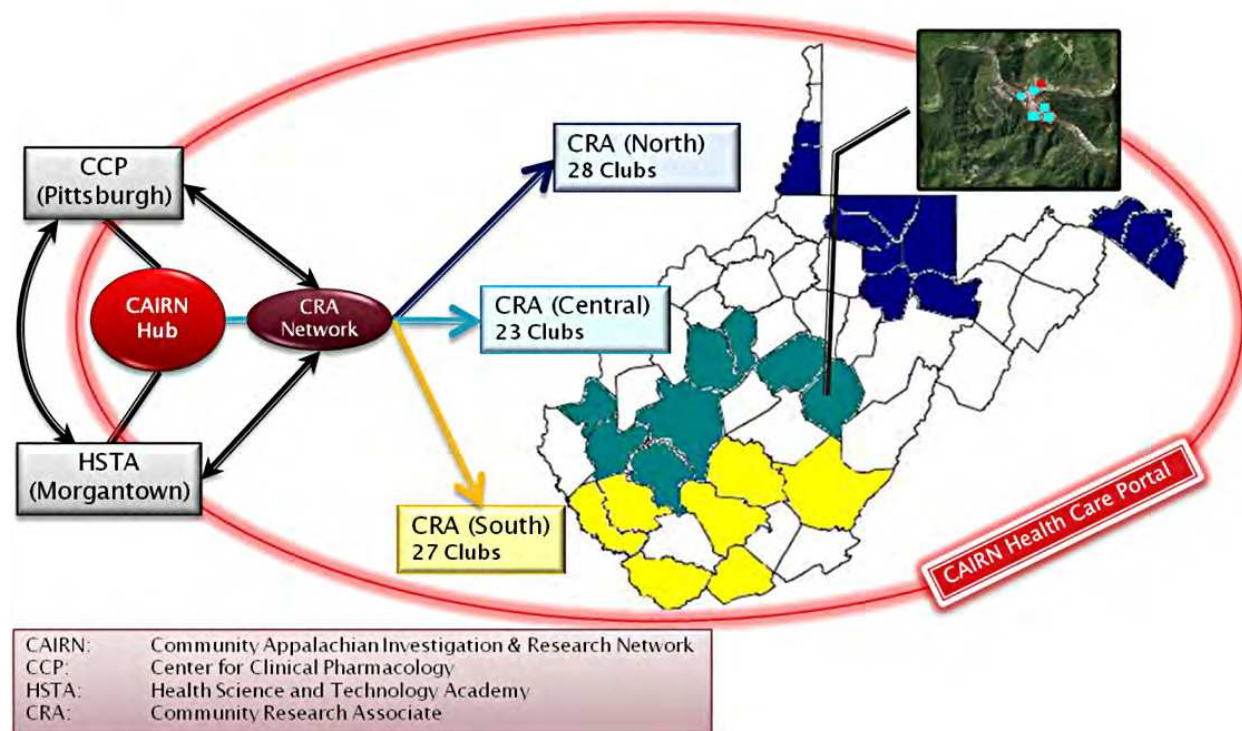 CCP
(Pittsburgh)
CAIRN
Hub
CRA
Network
HSTA
(Morgantown)
CRA (North)
28 Clubs
CRA (Central)
23 Clubs
CRA (South)
27 Clubs
CAIRN Health Care Portal
CAIRN: Community Appalachian Investigation & Research Network
CCP: Center for Clinical Pharmacology
HSTA: Health Science and Technology Academy
CRA: Community Research Associate